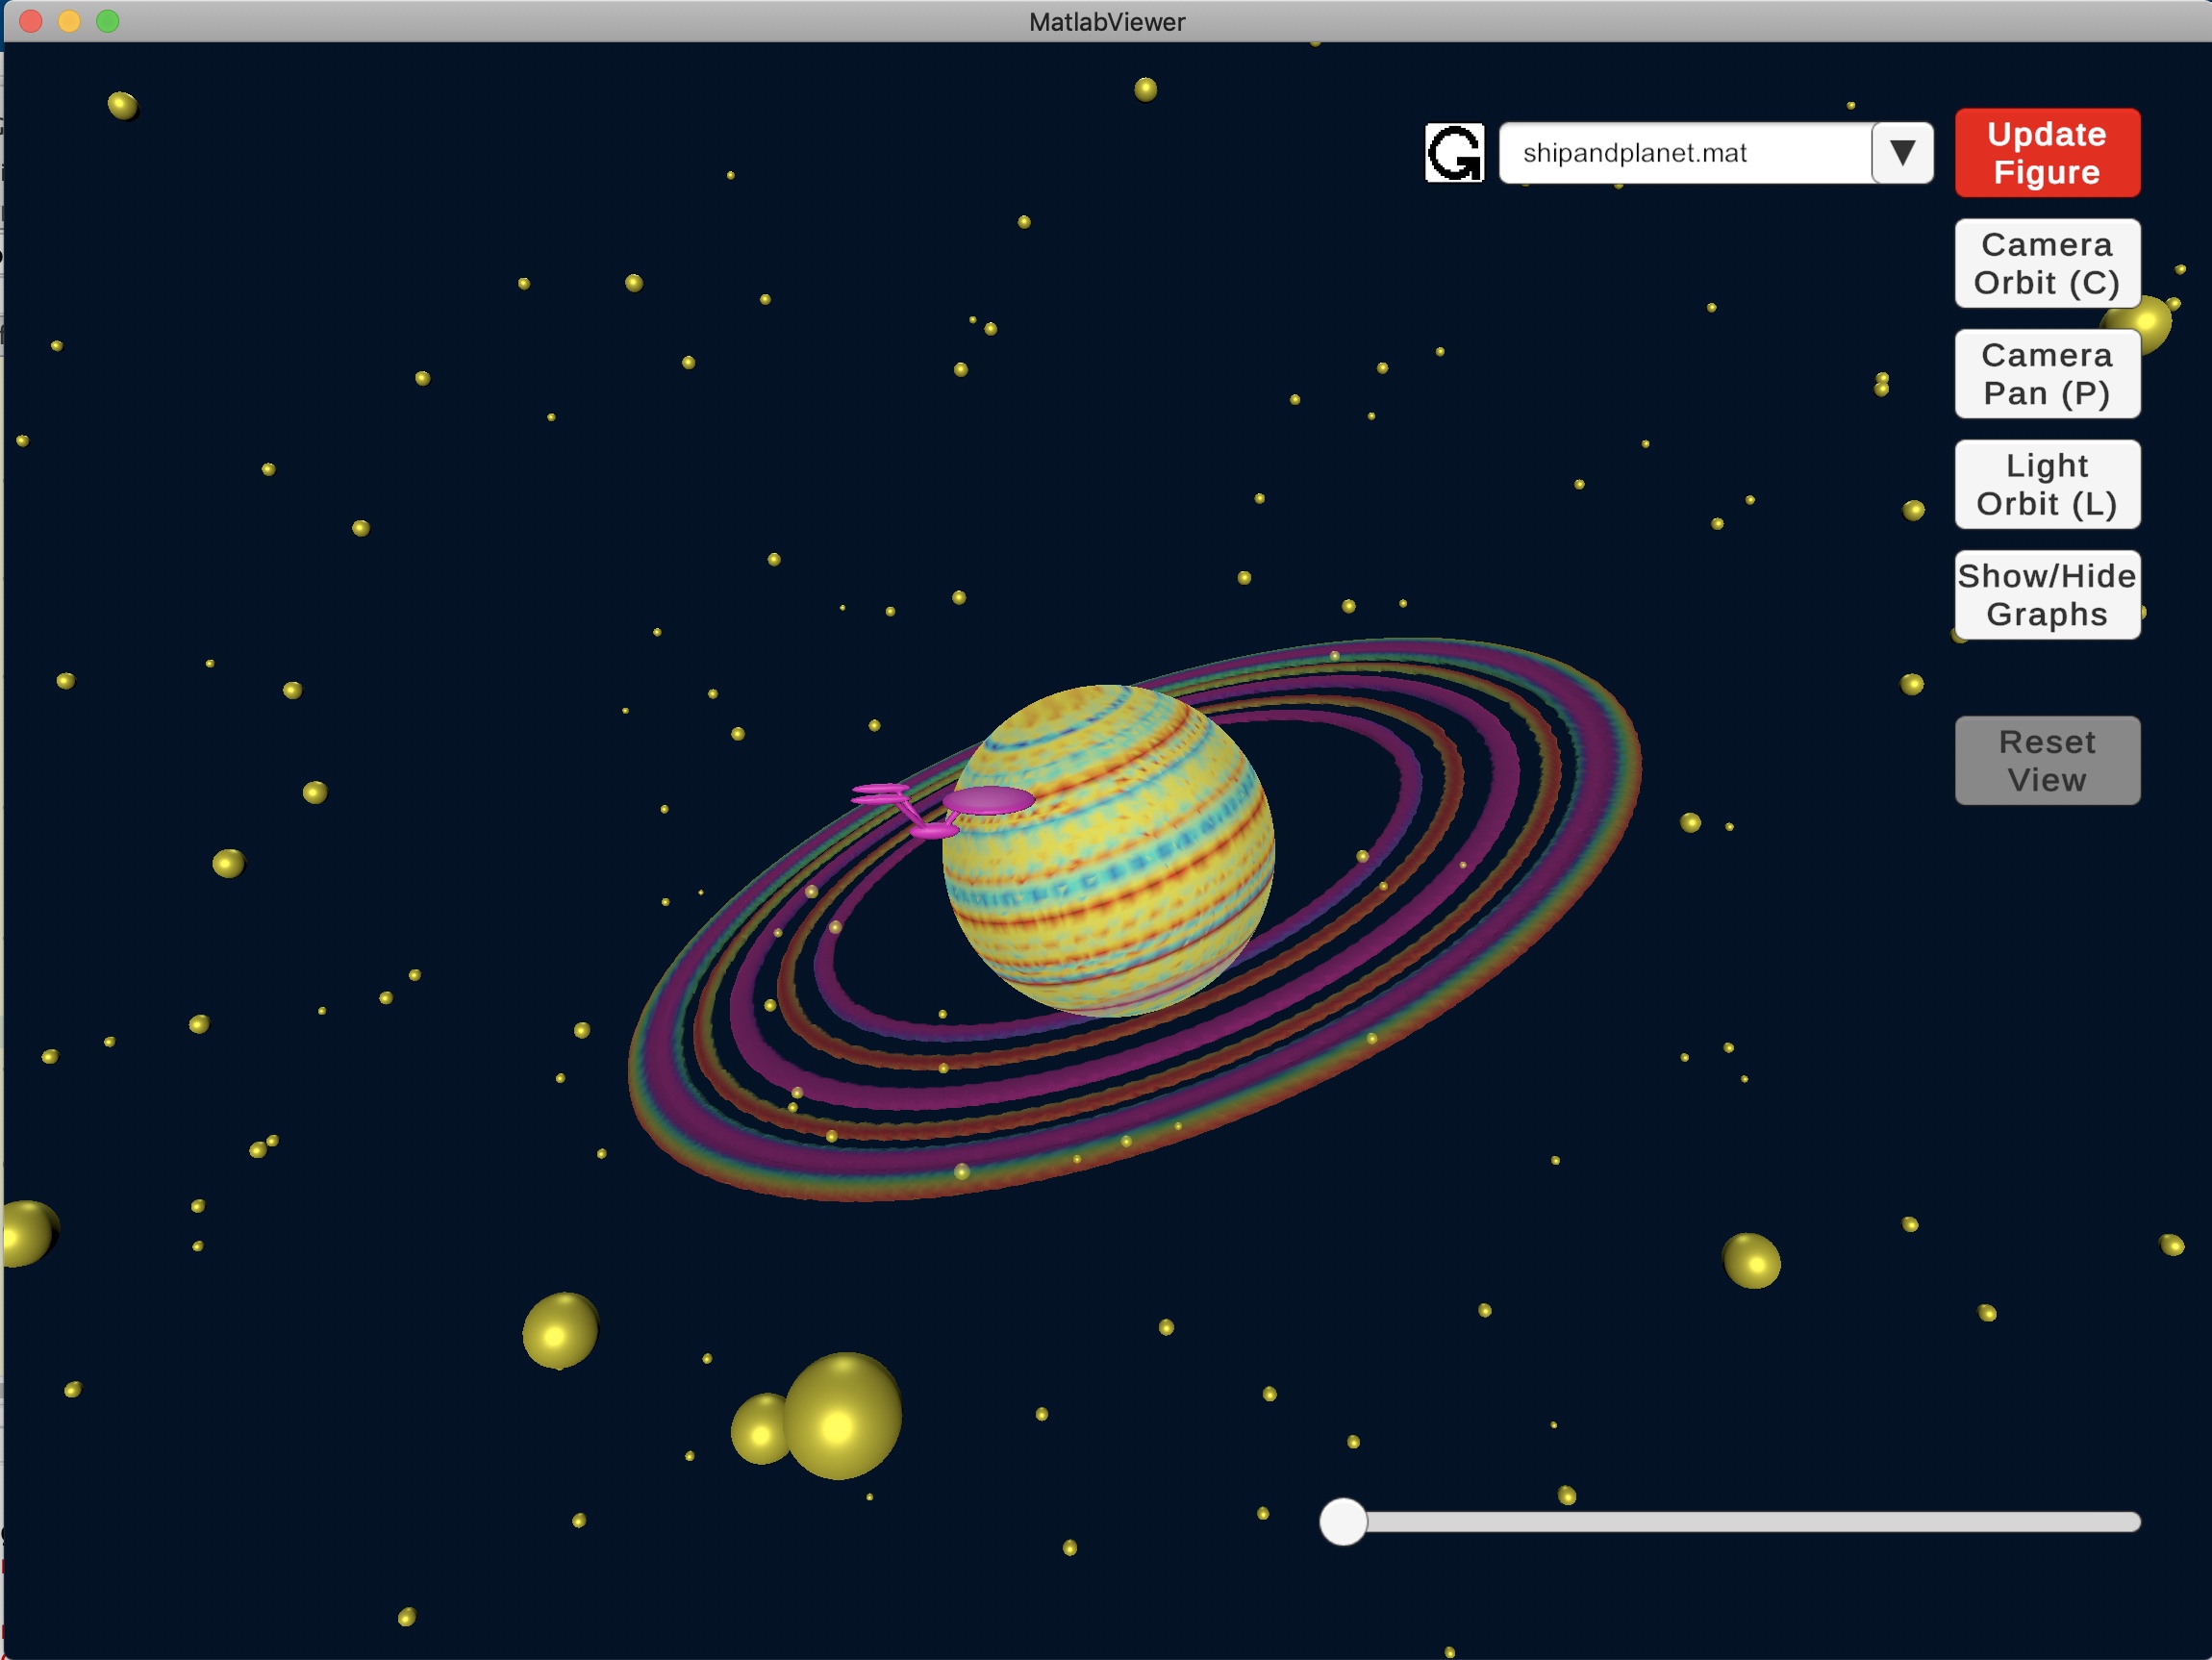 MatlabViewer
G
shipandplanet.mat
▼
Update
Figure
Camera
Orbit (C)
Camera
Pan (P)
Light
Orbit (L)
Show/Hide
Graphs
Reset
View